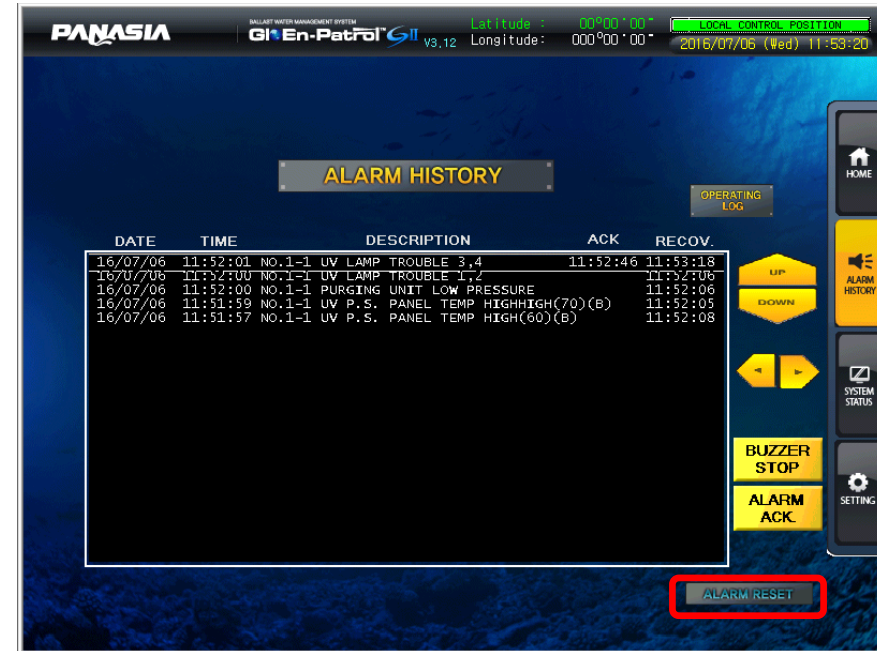 PANASIA
BALLAST WATER MANAGEMENT SYSTEM
GloEn-Patrol™ GII V3.12
Latitude : 00º00'00"
Longitude: 000º00'00"
LOCAL CONTROL POSITION
2016/07/06 (Wed) 11:53:20
ALARM HISTORY
OPERATING
LOG
DATE TIME DESCRIPTION ACK RECOV.
16/07/06 11:52:01 NO.1-1 UV LAMP TROUBLE 3,4 11:52:46 11:53:18
16/07/06 11:52:00 NO.1-1 UV LAMP TROUBLE 1,2 11:52:06
16/07/06 11:52:00 NO.1-1 PURGING UNIT LOW PRESSURE 11:52:06
16/07/06 11:51:59 NO.1-1 UV P.S. PANEL TEMP HIGHHIGH(70)(B) 11:52:05
16/07/06 11:51:57 NO.1-1 UV P.S. PANEL TEMP HIGH(60)(B) 11:52:08
UP
DOWN
BUZZER
STOP
ALARM
ACK.
ALARM RESET
HOME
ALARM
HISTORY
SYSTEM
STATUS
SETTING